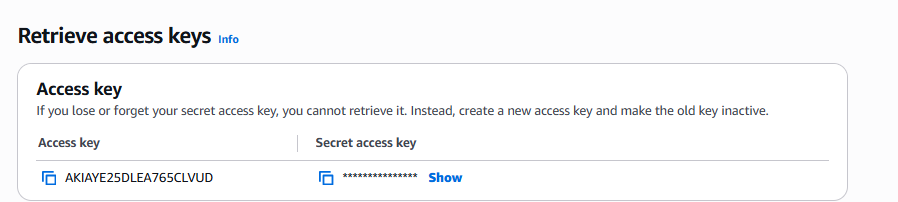 Retrieve access keys Info
Access key
If you lose or forget your secret access key, you cannot retrieve it. Instead, create a new access key and make the old key inactive.
Access key Secret access key
AKIAYE25DLEA765CLVUD *************** Show